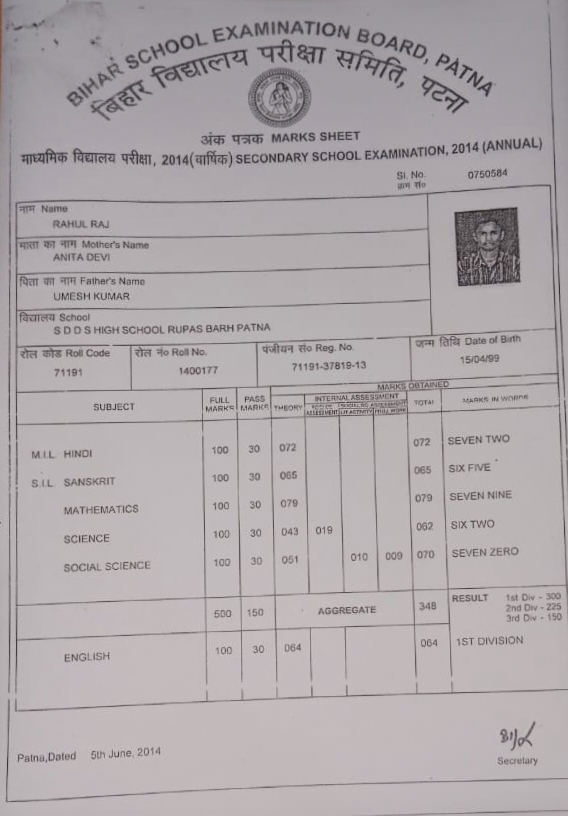 BIHAR SCHOOL EXAMINATION BOARD, PATNA
बिहार विद्यालय परीक्षा समिति, पटना
अंक पत्रक MARKS SHEET
माध्यमिक विद्यालय परीक्षा, 2014(वार्षिक) SECONDARY SCHOOL EXAMINATION, 2014 (ANNUAL)
Sl. No. 0750584
क्रम सं०
नाम Name
RAHUL RAJ
माता का नाम Mother's Name
ANITA DEVI
पिता का नाम Father's Name
UMESH KUMAR
विद्यालय School
S D D S HIGH SCHOOL RUPAS BARH PATNA
रोल कोड Roll Code रोल नं० Roll No. पंजीयन सं० Reg. No. जन्म तिथि Date of Birth
71191 1400177 71191-37819-13 15/04/99
MARKS OBTAINED
SUBJECT FULL MARKS PASS MARKS THEORY INTERNAL ASSESSMENT TOTAL MARKS IN WORDS
M.I.L. HINDI 100 30 072 072 SEVEN TWO
S.I.L. SANSKRIT 100 30 065 065 SIX FIVE
MATHEMATICS 100 30 079 079 SEVEN NINE
SCIENCE 100 30 043 019 062 SIX TWO
SOCIAL SCIENCE 100 30 051 010 009 070 SEVEN ZERO
500 150 AGGREGATE 348 RESULT 1st Div - 300
2nd Div - 225
3rd Div - 150
ENGLISH 100 30 064 064 1ST DIVISION
Patna,Dated 5th June, 2014
Secretary